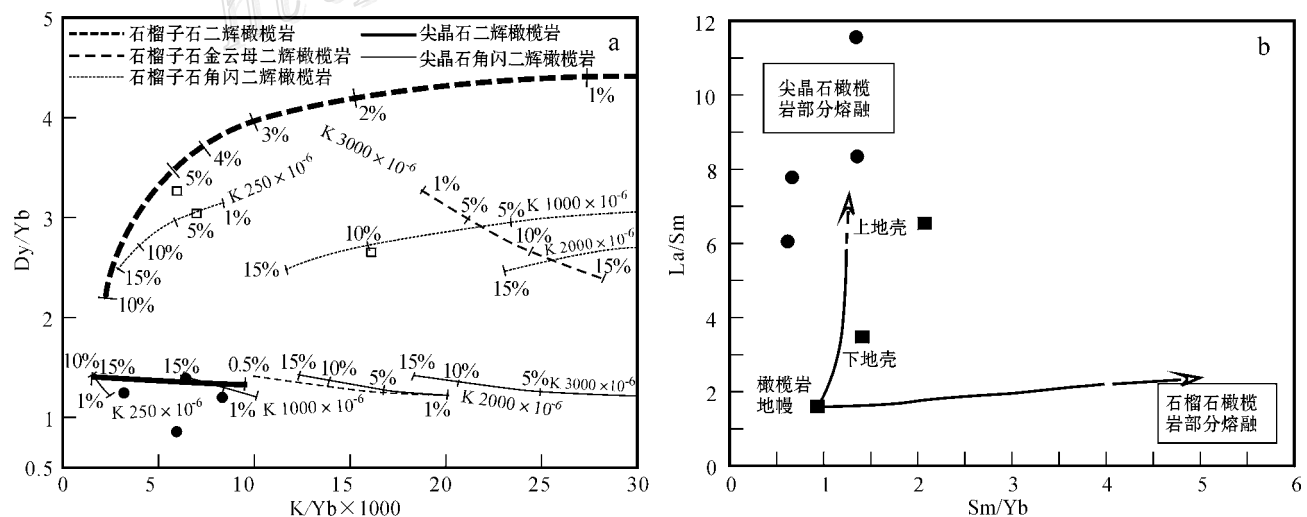 5
4
3
2
1
0.5
Dy/Yb
石榴子石二辉橄榄岩
尖晶石二辉橄榄岩
石榴子石金云母二辉橄榄岩
尖晶石角闪二辉橄榄岩
石榴子石角闪二辉橄榄岩
a
1%
2%
3%
4%
5%
K 3000×10-6
K 250×10-6
1%
5%
10%
15%
10%
1%
5%
10%
15%
5%
K 1000×10-6
10%
15%
K 2000×10-6
15%
10%
15%
15%
0.5%
15%
10%
5%
1%
15%
10%
5%
K 3000×10-6
1%
K 250×10-6
1%
K 1000×10-6
K 2000×10-6
0
5
10
15
20
25
30
K/Yb×1000
12
10
8
6
4
2
0
La/Sm
b
尖晶石橄榄
岩部分熔融
上地壳
下地壳
橄榄岩
地幔
石榴石橄榄
岩部分熔融
1
2
3
4
5
6
Sm/Yb